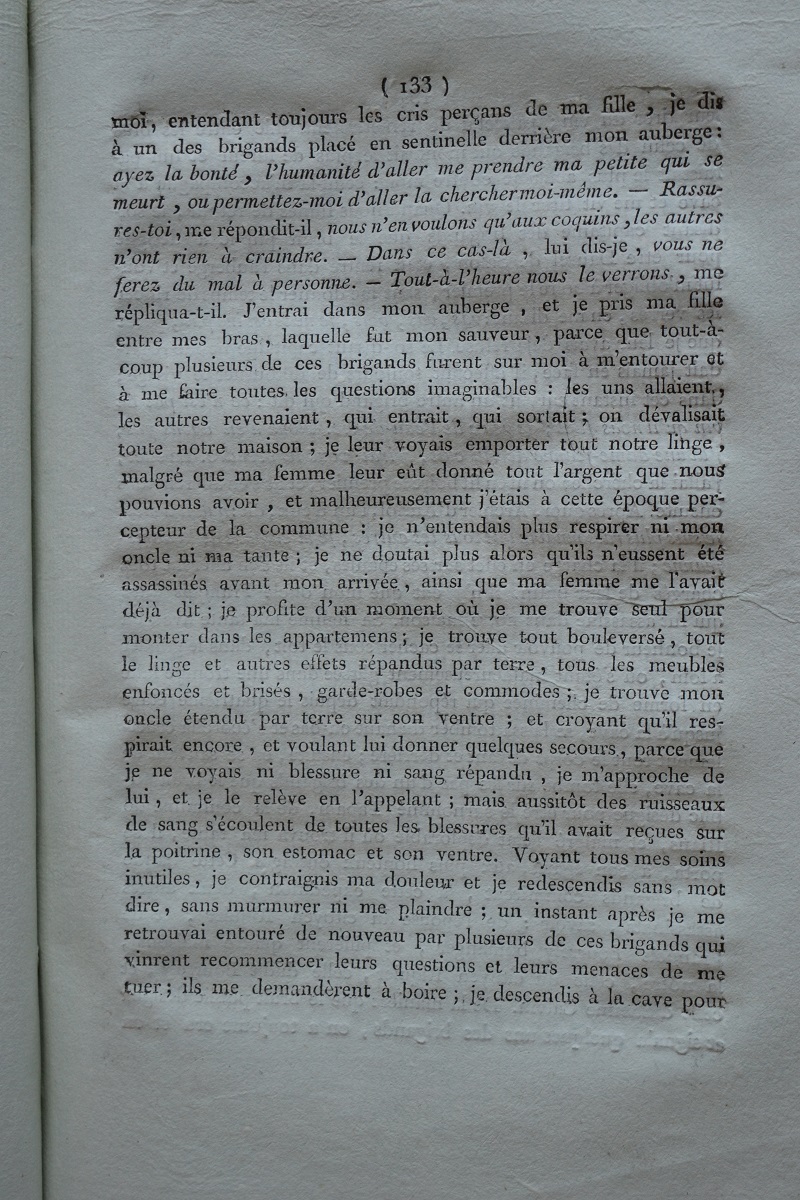 ( 133 )
moi, entendant toujours les cris perçans de ma fille , je dis
à un des brigands placé en sentinelle derrière mon auberge:
ayez la bonté , l'humanité d'aller me prendre ma petite qui se
meurt , ou permettez-moi d'aller la chercher moi-même. — Rassu-
res-toi, me répondit-il, nous n'en voulons qu'aux coquins, les autres
n'ont rien à craindre. — Dans ce cas-là , lui dis-je , vous ne
ferez du mal à personne. — Tout-à-l'heure nous le verrons , me
répliqua-t-il. J'entrai dans mon auberge , et je pris ma fille
entre mes bras , laquelle fut mon sauveur , parce que tout-à-
coup plusieurs de ces brigands furent sur moi à m'entourer et
à me faire toutes les questions imaginables : les uns allaient,
les autres revenaient , qui entrait , qui sortait ; on dévalisait
toute notre maison ; je leur voyais emporter tout notre linge ,
malgré que ma femme leur eût donné tout l'argent que nous
pouvions avoir , et malheureusement j'étais à cette époque per-
cepteur de la commune : je n'entendais plus respirer ni mon
oncle ni ma tante ; je ne doutai plus alors qu'ils n'eussent été
assassinés avant mon arrivée , ainsi que ma femme me l'avait
déjà dit ; je profite d'un moment où je me trouve seul pour
monter dans les appartemens ; je trouve tout bouleversé , tout
le linge et autres effets répandus par terre , tous les meubles
enfoncés et brisés , garde-robes et commodes ; je trouve mon
oncle étendu par terre sur son ventre ; et croyant qu'il res-
pirait encore , et voulant lui donner quelques secours , parce que
je ne voyais ni blessure ni sang répandu , je m'approche de
lui , et je le relève en l'appelant ; mais aussitôt des ruisseaux
de sang s'écoulent de toutes les blessures qu'il avait reçues sur
la poitrine , son estomac et son ventre. Voyant tous mes soins
inutiles , je contraignis ma douleur et je redescendis sans mot
dire , sans murmurer ni me plaindre ; un instant après je me
retrouvai entouré de nouveau par plusieurs de ces brigands qui
vinrent recommencer leurs questions et leurs menaces de me
tuer ; ils me demandèrent à boire ; je descendis à la cave pour